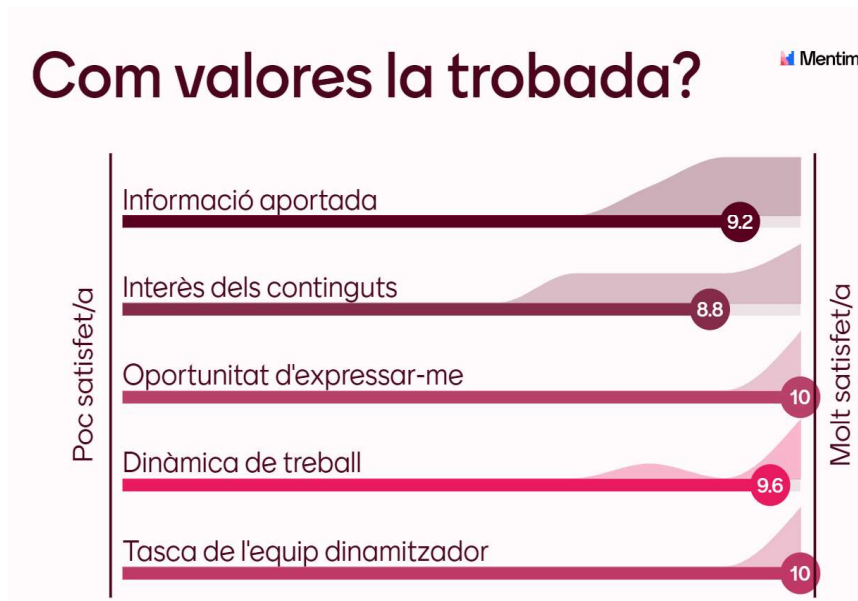 Com valores la trobada?
Mentim
Poc satisfet/a
Informació aportada
9.2
Interès dels continguts
8.8
Oportunitat d'expressar-me
10
Dinàmica de treball
9.6
Tasca de l'equip dinamitzador
10
Molt satisfet/a